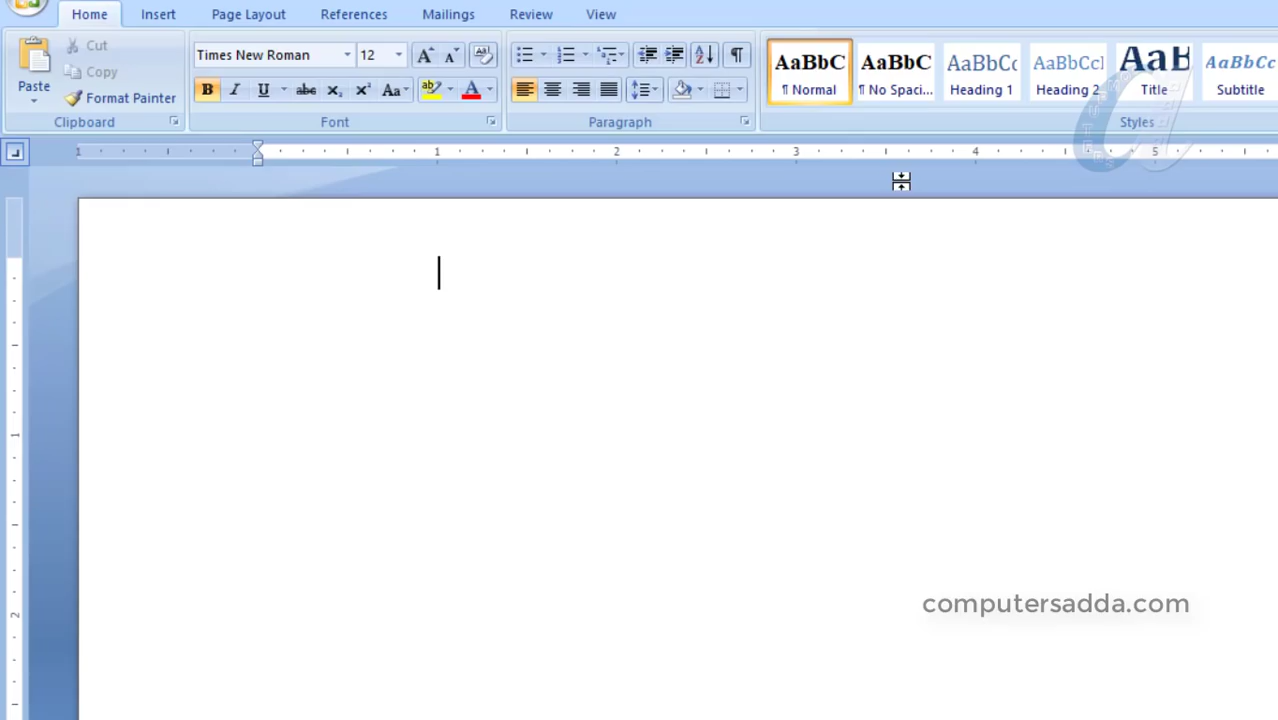 Home Insert Page Layout References Mailings Review View
Paste
Cut
Copy
Format Painter
Clipboard
Times New Roman 12
B I U abc X₂ X² Aa
Font
Paragraph
AaBbC AaBbC AaBbCc AaBbCcI AaB AaBbCc
¶ Normal ¶ No Spaci... Heading 1 Heading 2 Title Subtitle
Styles
1 1 2 3 4 5
1
2
computersadda.com